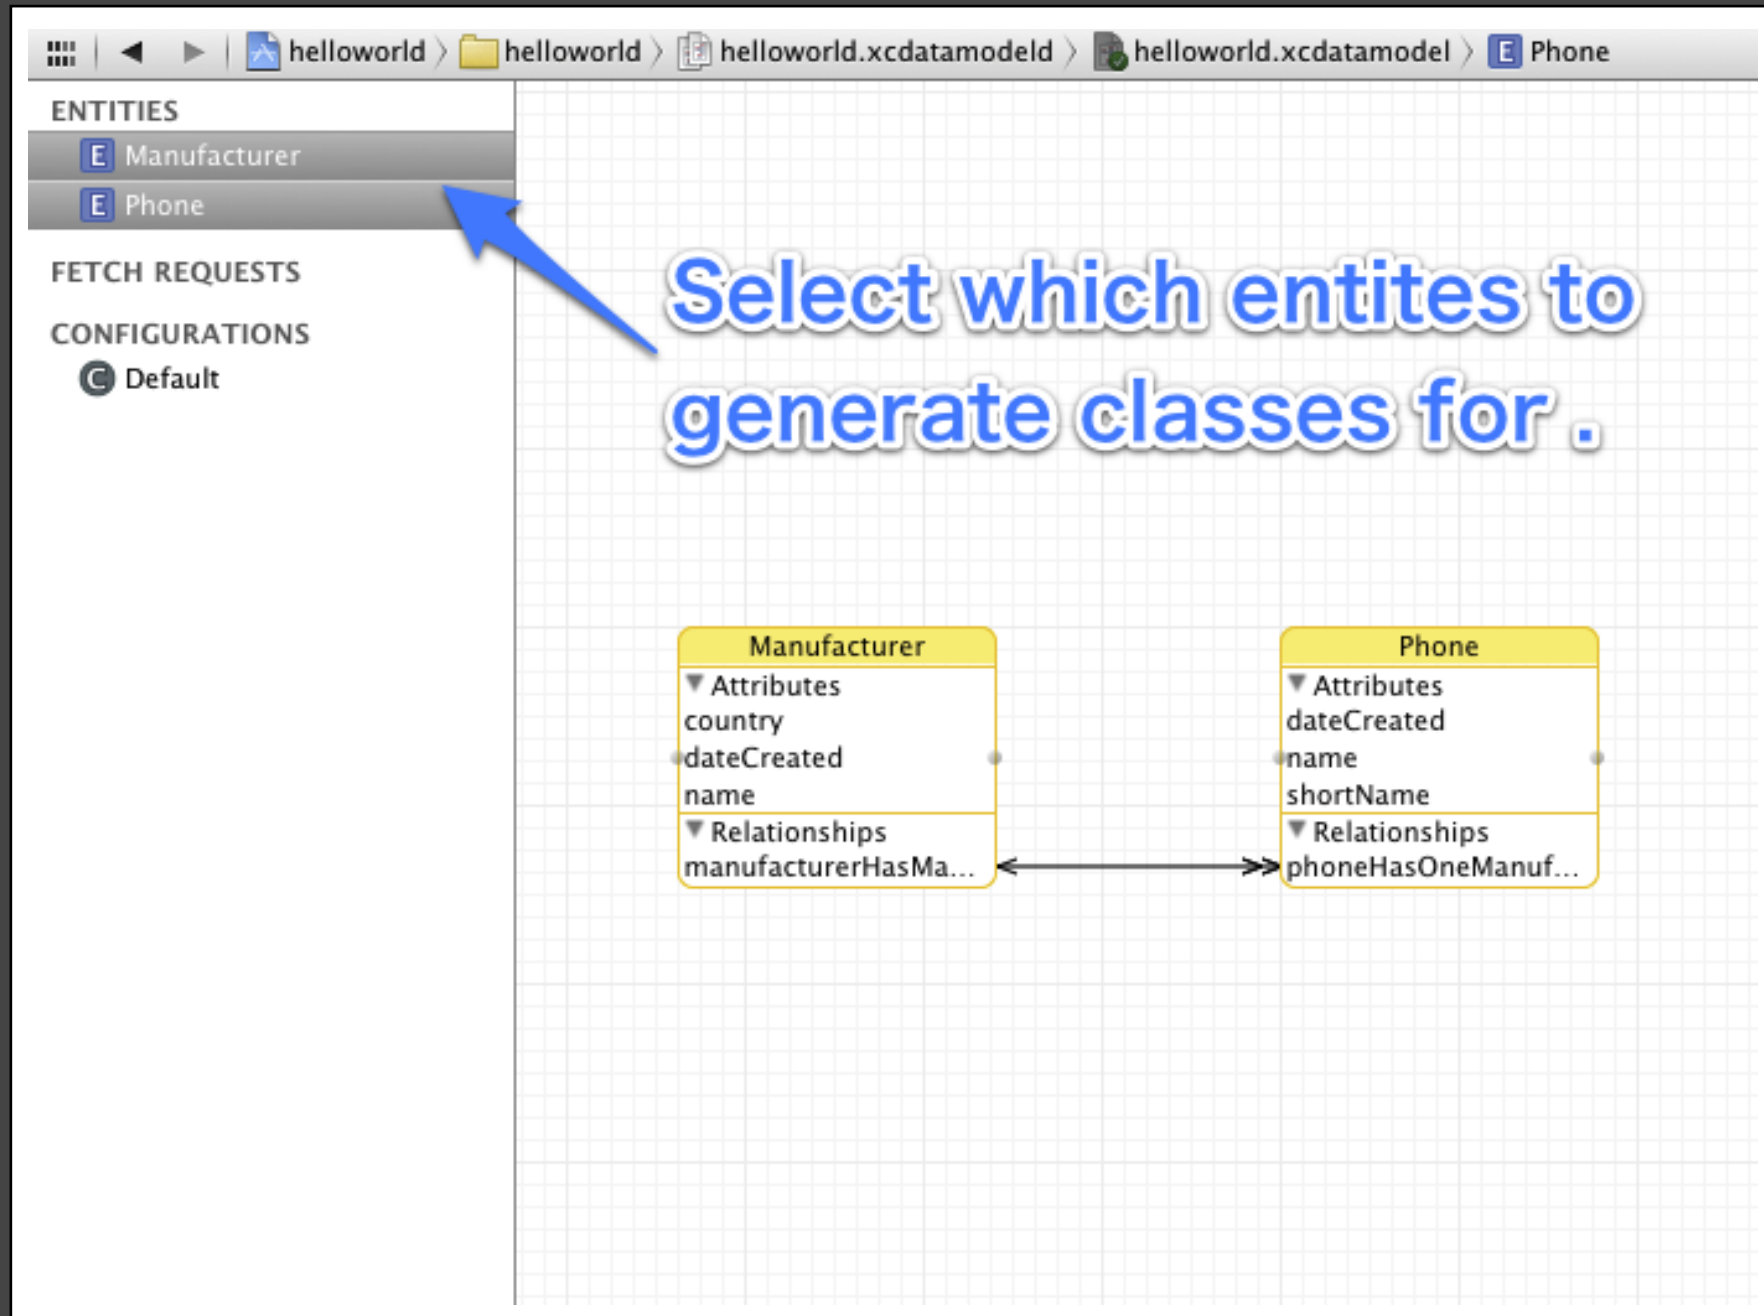 helloworld helloworld helloworld.xcdatamodeld helloworld.xcdatamodel E Phone
ENTITIES
E Manufacturer
E Phone
FETCH REQUESTS
CONFIGURATIONS
C Default
Select which entites to
generate classes for .
Manufacturer
Attributes
country
dateCreated
name
Relationships
manufacturerHasMa...
Phone
Attributes
dateCreated
name
shortName
Relationships
phoneHasOneManuf...